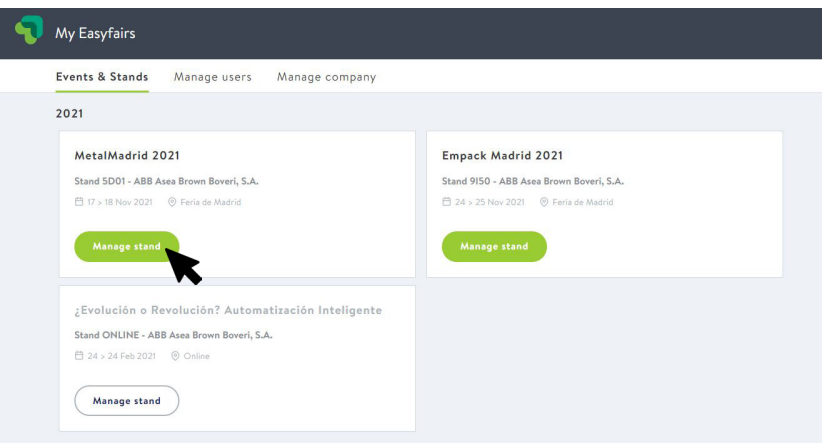 My Easyfairs
Events & Stands Manage users Manage company
2021
MetalMadrid 2021
Stand 5D01 - ABB Asea Brown Boveri, S.A.
17 > 18 Nov 2021 Feria de Madrid
Manage stand
Empack Madrid 2021
Stand 9I50 - ABB Asea Brown Boveri, S.A.
24 > 25 Nov 2021 Feria de Madrid
Manage stand
¿Evolución o Revolución? Automatización Inteligente
Stand ONLINE - ABB Asea Brown Boveri, S.A.
24 > 24 Feb 2021 Online
Manage stand